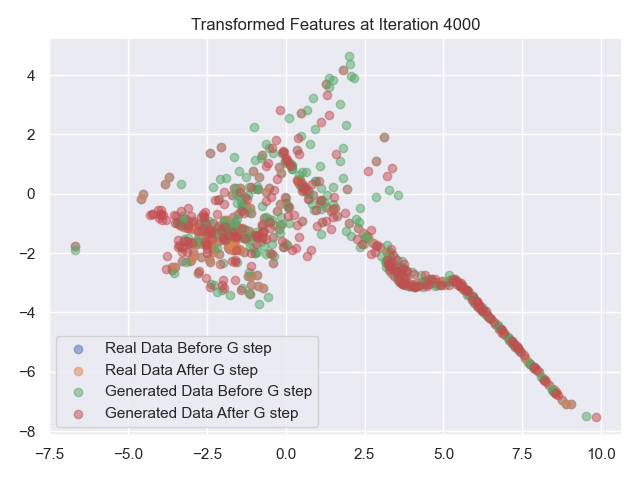 Transformed Features at Iteration 4000
4
2
0
−2
−4
−6
−8
Real Data Before G step
Real Data After G step
Generated Data Before G step
Generated Data After G step
−7.5 −5.0 −2.5 0.0 2.5 5.0 7.5 10.0